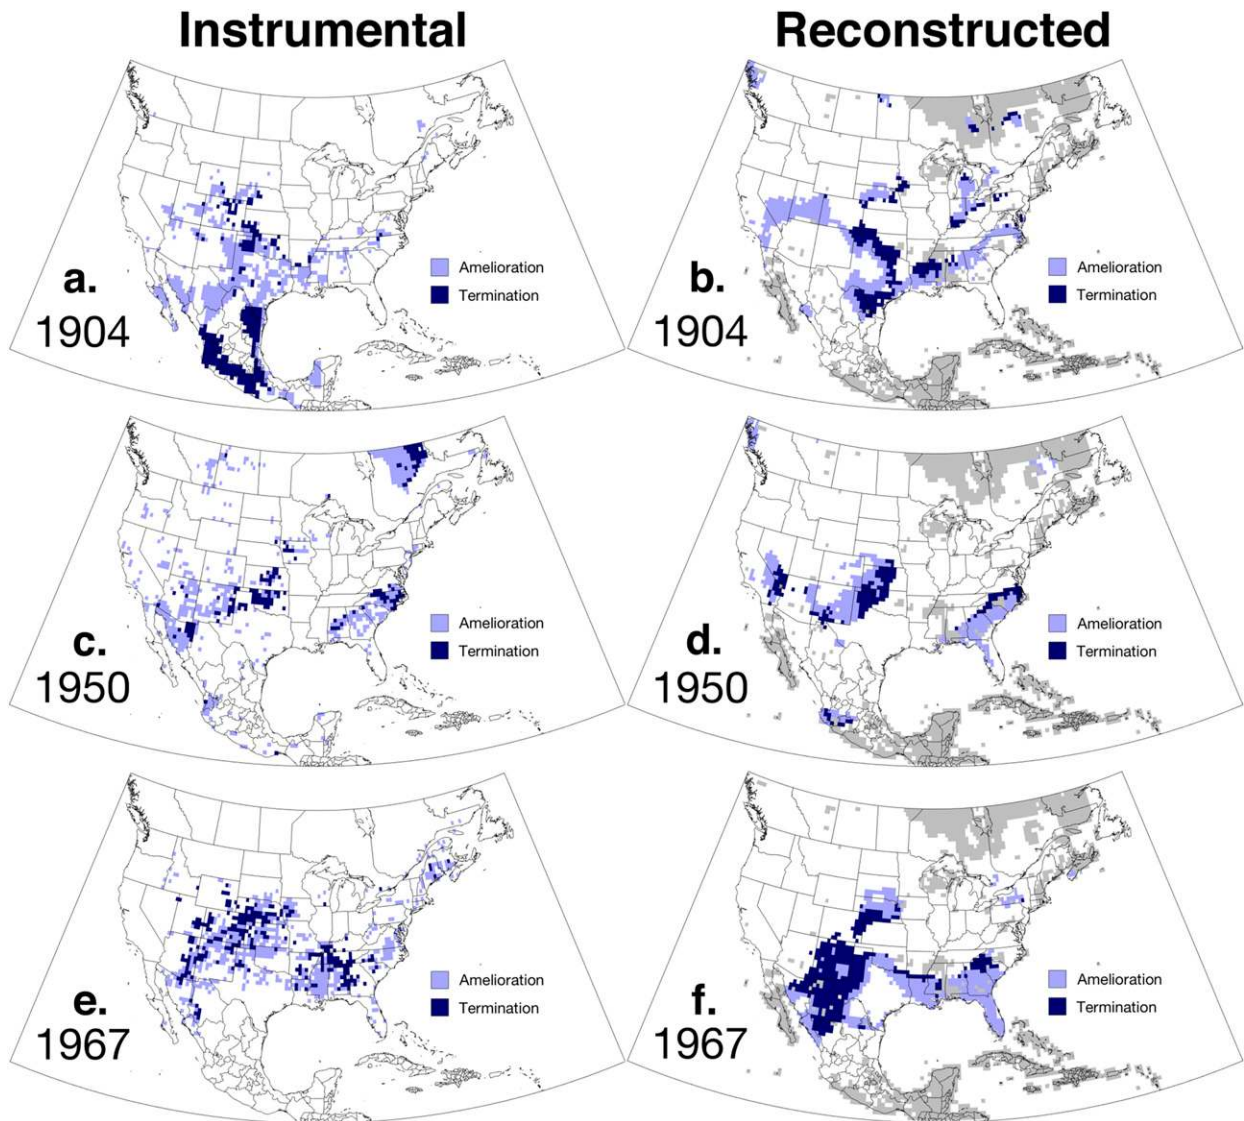 Instrumental Reconstructed
a.
1904
Amelioration
Termination
b.
1904
Amelioration
Termination
c.
1950
Amelioration
Termination
d.
1950
Amelioration
Termination
e.
1967
Amelioration
Termination
f.
1967
Amelioration
Termination